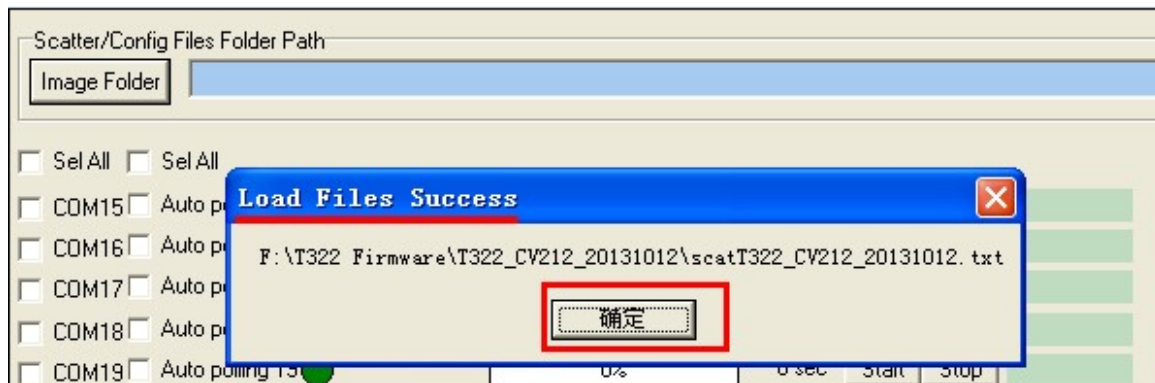 Scatter/Config Files Folder Path
Image Folder
Sel All Sel All
Load Files Success
COM15 Auto p
COM16 Auto p
F:\T322 Firmware\T322_CV212_20131012\scatT322_CV212_20131012.txt
COM17 Auto p
COM18 Auto p
确定
COM19 Auto polling 19 0% 0 sec Start Stop